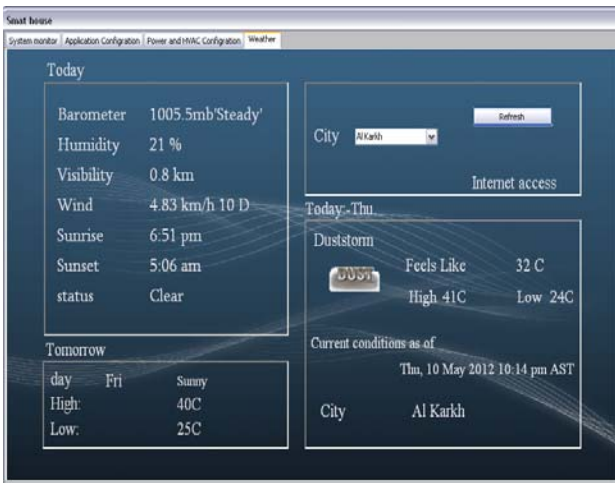 Smat house
System monitor Application Configration Power and HVAC Configration Weather
Today
Barometer 1005.5mb'Steady'
Humidity 21 %
Visibility 0.8 km
Wind 4.83 km/h 10 D
Sunrise 6:51 pm
Sunset 5:06 am
status Clear
Tomorrow
day Fri Sunny
High: 40C
Low: 25C
City Al Karkh Refresh
Internet access
Today:-Thu
Duststorm
DUST
Feels Like 32 C
High 41C Low 24C
Current conditions as of
Thu, 10 May 2012 10:14 pm AST
City Al Karkh